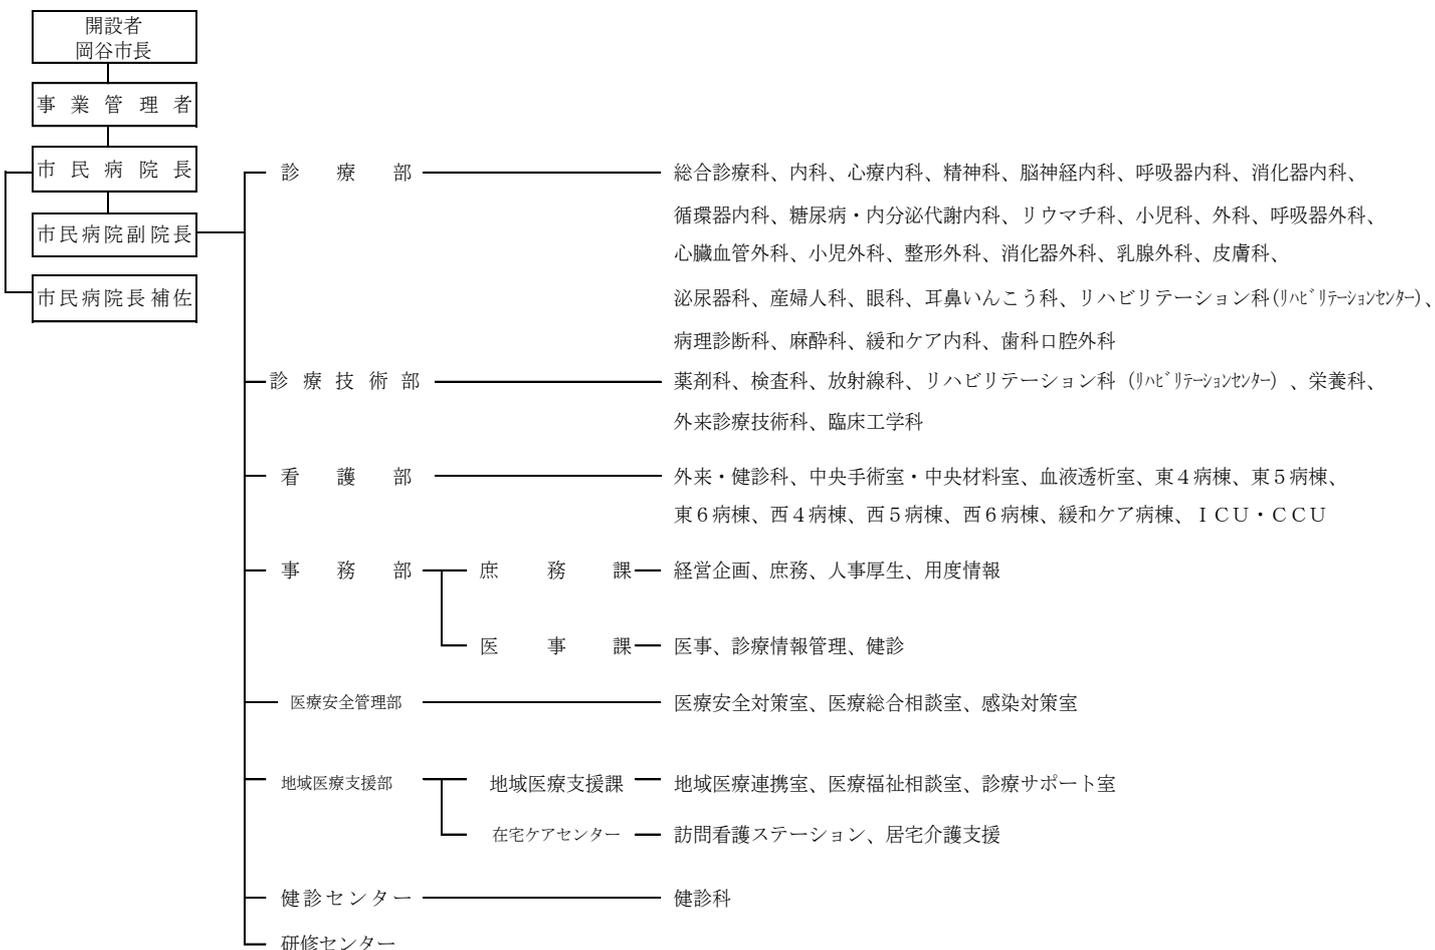 開設者
岡谷市長
事業管理者
市民病院長
市民病院副院長
市民病院長補佐
診療部 総合診療科、内科、心療内科、精神科、脳神経内科、呼吸器内科、消化器内科、
循環器内科、糖尿病・内分泌代謝内科、リウマチ科、小児科、外科、呼吸器外科、
心臓血管外科、小児外科、整形外科、消化器外科、乳腺外科、皮膚科、
泌尿器科、産婦人科、眼科、耳鼻いんこう科、リハビリテーション科(ﾘﾊﾋﾞﾘﾃｰｼｮﾝｾﾝﾀｰ)、
病理診断科、麻酔科、緩和ケア内科、歯科口腔外科
診療技術部 薬剤科、検査科、放射線科、リハビリテーション科（ﾘﾊﾋﾞﾘﾃｰｼｮﾝｾﾝﾀｰ）、栄養科、
外来診療技術科、臨床工学科
看護部 外来・健診科、中央手術室・中央材料室、血液透析室、東４病棟、東５病棟、
東６病棟、西４病棟、西５病棟、西６病棟、緩和ケア病棟、ＩＣＵ・ＣＣＵ
事務部 庶務課 経営企画、庶務、人事厚生、用度情報
医事課 医事、診療情報管理、健診
医療安全管理部 医療安全対策室、医療総合相談室、感染対策室
地域医療支援部 地域医療支援課 地域医療連携室、医療福祉相談室、診療サポート室
在宅ケアセンター 訪問看護ステーション、居宅介護支援
健診センター 健診科
研修センター